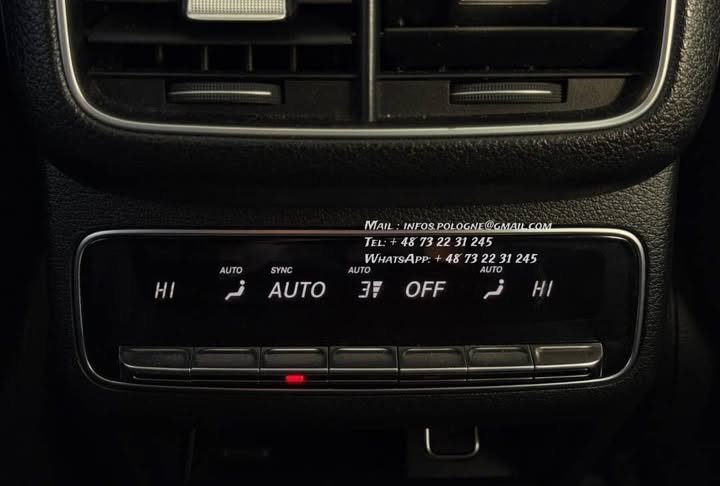 MAIL : INFOS.POLOGNE@GMAIL.COM
TEL: + 48 73 22 31 245
WHATSAPP: + 48 73 22 31 245
AUTO SYNC AUTO AUTO
HI AUTO OFF HI